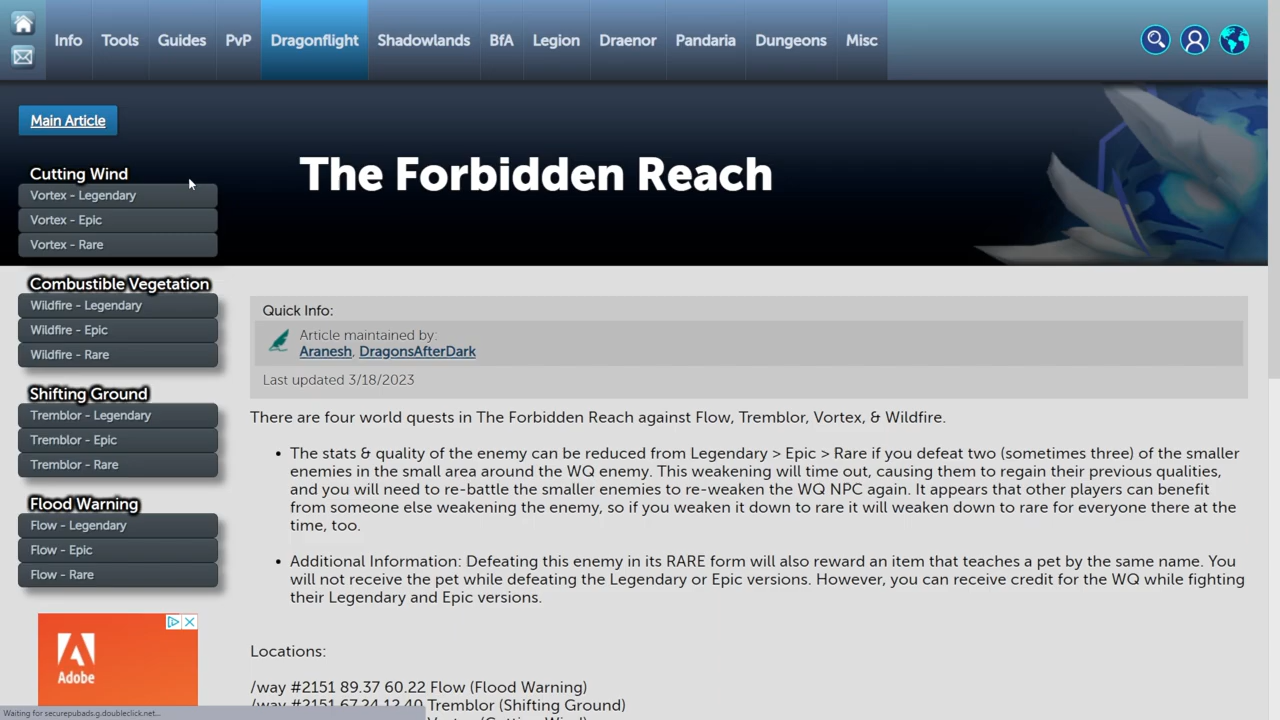 Info
Tools
Guides
PvP
Dragonflight
Shadowlands
BfA
Legion
Draenor
Pandaria
Dungeons
Misc
Main Article
The Forbidden Reach
Cutting Wind
Vortex - Legendary
Vortex - Epic
Vortex - Rare
Combustible Vegetation
Wildfire - Legendary
Wildfire - Epic
Wildfire - Rare
Shifting Ground
Tremblor - Legendary
Tremblor - Epic
Tremblor - Rare
Flood Warning
Flow - Legendary
Flow - Epic
Flow - Rare
Adobe
Quick Info:
Article maintained by:
Aranesh, DragonsAfterDark
Last updated 3/18/2023
There are four world quests in The Forbidden Reach against Flow, Tremblor, Vortex, & Wildfire.
• The stats & quality of the enemy can be reduced from Legendary > Epic > Rare if you defeat two (sometimes three) of the smaller
enemies in the small area around the WQ enemy. This weakening will time out, causing them to regain their previous qualities,
and you will need to re-battle the smaller enemies to re-weaken the WQ NPC again. It appears that other players can benefit
from someone else weakening the enemy, so if you weaken it down to rare it will weaken down to rare for everyone there at the
time, too.
• Additional Information: Defeating this enemy in its RARE form will also reward an item that teaches a pet by the same name. You
will not receive the pet while defeating the Legendary or Epic versions. However, you can receive credit for the WQ while fighting
their Legendary and Epic versions.
Locations:
/way #2151 89.37 60.22 Flow (Flood Warning)
/way #2151 67.24 12.40 Tremblor (Shifting Ground)
Vortex (Cutting Wind)
Waiting for securepubads.g.doubleclick.net...